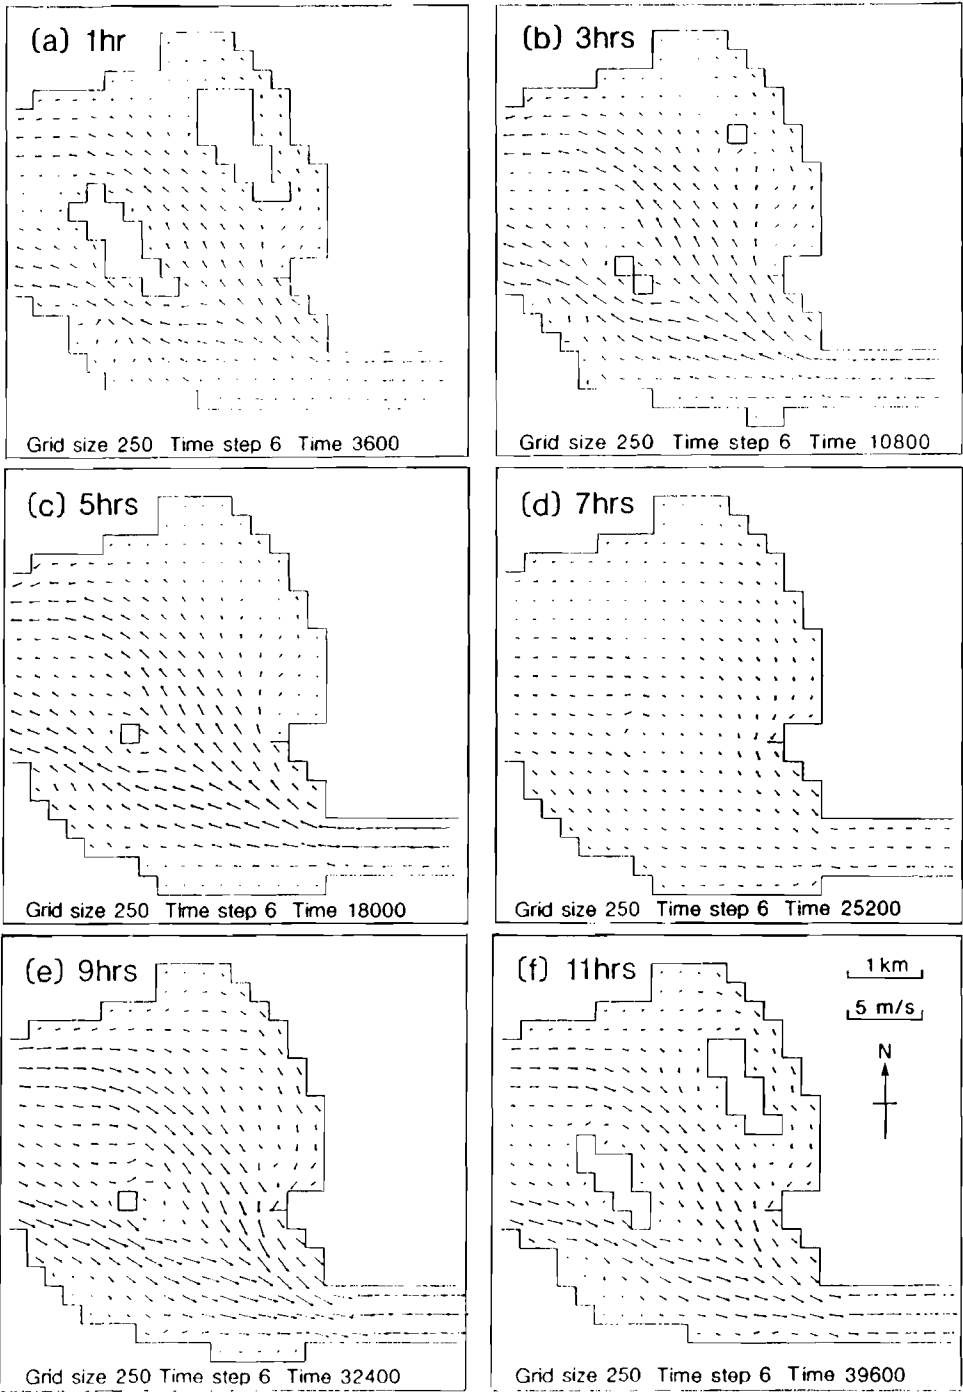 (a) 1hr
Grid size 250 Time step 6 Time 3600
(b) 3hrs
Grid size 250 Time step 6 Time 10800
(c) 5hrs
Grid size 250 Time step 6 Time 18000
(d) 7hrs
Grid size 250 Time step 6 Time 25200
(e) 9hrs
Grid size 250 Time step 6 Time 32400
(f) 11hrs
1 km
5 m/s
N
Grid size 250 Time step 6 Time 39600